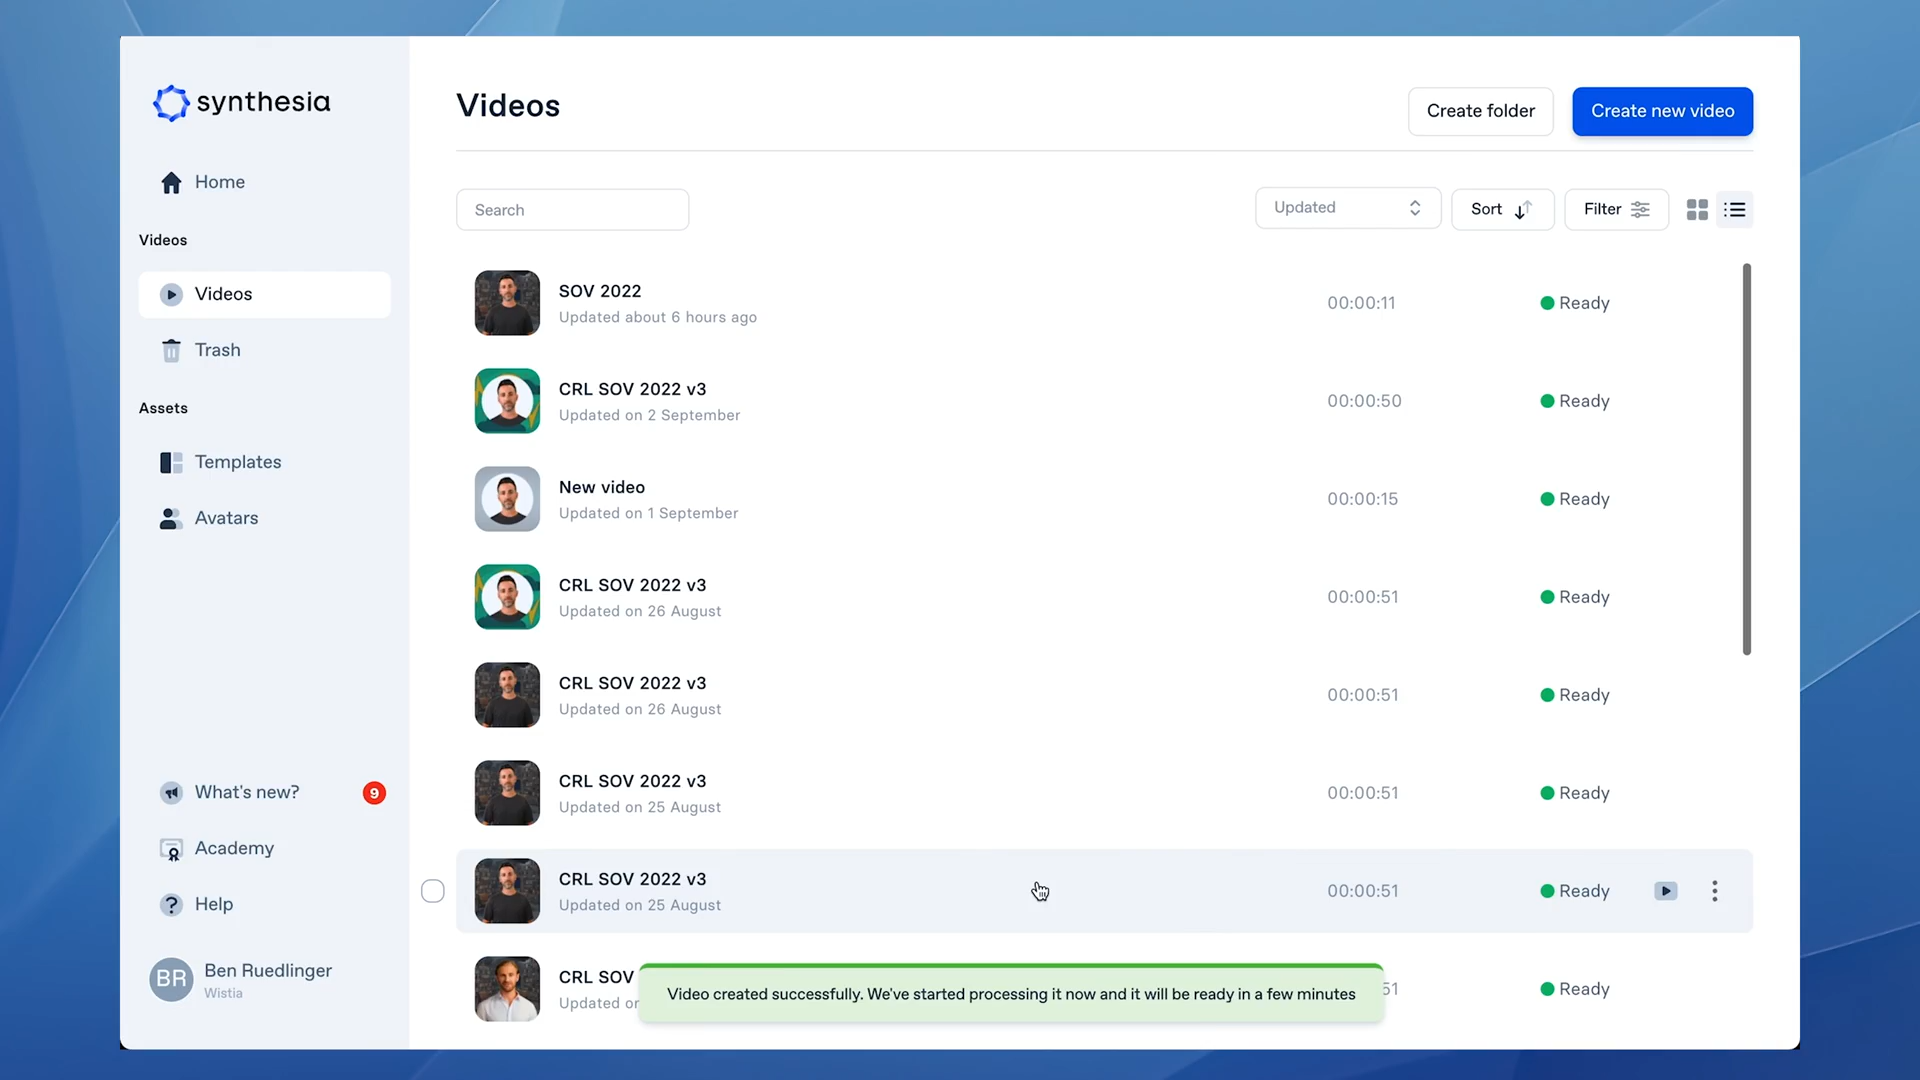 synthesia
Home
Videos
Videos
Trash
Assets
Templates
Avatars
What's new?
9
Academy
Help
BR
Ben Ruedlinger
Wistia
Videos
Create folder
Create new video
Search
Updated
Sort
Filter
SOV 2022
Updated about 6 hours ago
00:00:11
Ready
CRL SOV 2022 v3
Updated on 2 September
00:00:50
Ready
New video
Updated on 1 September
00:00:15
Ready
CRL SOV 2022 v3
Updated on 26 August
00:00:51
Ready
CRL SOV 2022 v3
Updated on 26 August
00:00:51
Ready
CRL SOV 2022 v3
Updated on 25 August
00:00:51
Ready
CRL SOV 2022 v3
Updated on 25 August
00:00:51
Ready
CRL SOV
Updated or
51
Ready
Video created successfully. We've started processing it now and it will be ready in a few minutes